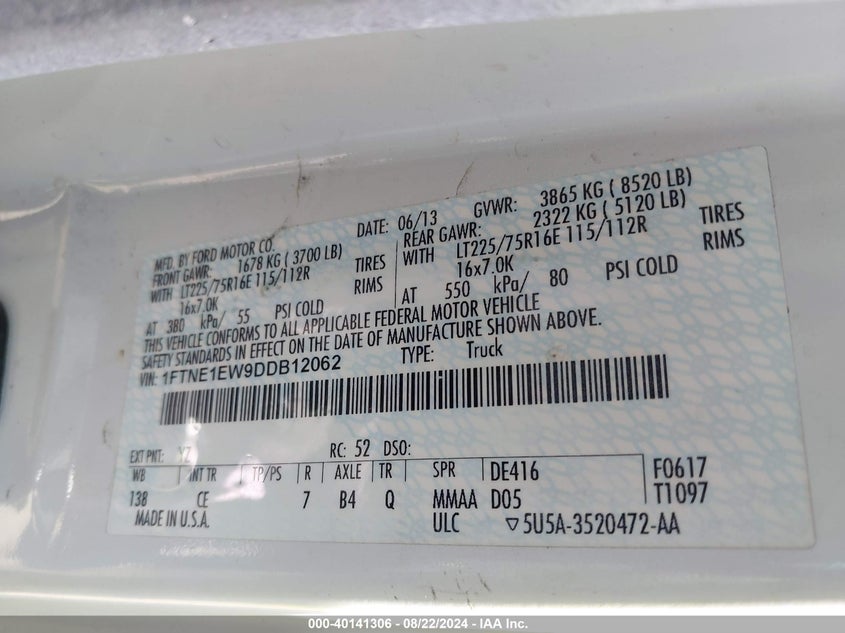 MFD. BY FORD MOTOR CO.
DATE: 06/13 GVWR: 3865 KG ( 8520 LB)
FRONT GAWR: 1678 KG ( 3700 LB)
WITH LT225/75R16E 115/112R TIRES
16x7.0K RIMS
AT 380 kPa/ 55 PSI COLD
REAR GAWR: 2322 KG ( 5120 LB)
WITH LT225/75R16E 115/112R TIRES
16x7.0K RIMS
AT 550 kPa/ 80 PSI COLD
THIS VEHICLE CONFORMS TO ALL APPLICABLE FEDERAL MOTOR VEHICLE
SAFETY STANDARDS IN EFFECT ON THE DATE OF MANUFACTURE SHOWN ABOVE.
VIN: 1FTNE1EW9DDB12062 TYPE: Truck
EXT PNT: YZ RC: 52 DSO:
WB INT TR TP/PS R AXLE TR SPR DE416 F0617
138 CE 7 B4 Q MMAA D05 T1097
MADE IN U.S.A. ULC ▽5U5A-3520472-AA
000-40141306 - 08/22/2024 - IAA Inc.